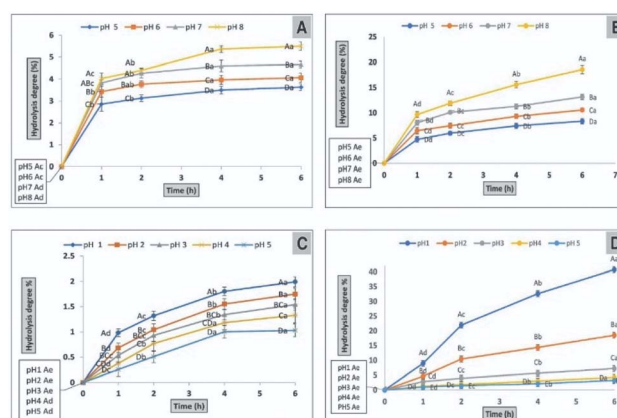 A
pH 5 pH 6 pH 7 pH 8
Hydrolysis degree (%)
6
5
4
3
2
1
0
Ac
ABc
Bb
Cb
Ab
Ab
Bab
Cb
Aa
Aa
Ca
Da
Aa
Aa
Ca
Da
0 1 2 3 4 5 6
Time (h)
pH5 Ac
pH6 Ac
pH7 Ad
pH8 Ad
B
pH 5 pH 6 pH 7 pH 8
Hydrolysis degree (%)
25
20
15
10
5
0
Ad
Bd
Cd
Dd
Ac
Bc
Cc
Dc
Ab
Bb
Cb
Db
Aa
Ba
Ca
Da
0 1 2 3 4 5 6 7
Time (h)
pH5 Ae
pH6 Ae
pH7 Ae
pH8 Ae
C
pH 1 pH 2 pH 3 pH 4 pH 5
Hydrolysis degree %
2.5
2
1.5
1
0.5
0
Ad
Bd
BCc
Ac
Bc
BCc
Db
Ab
Bb
BCb
CDa
Da
Aa
Ba
BCa
Ca
Da
0 1 2 3 4 5 6
Time (h)
pH1 Ae
pH2 Ae
pH3 Ae
pH4 Ad
pH5 Ad
D
pH1 pH2 pH3 pH4 pH 5
Hydrolysis degree %
40
35
30
25
20
15
10
5
0
Ad
Bd
Ac
Bc
Cc
Ab
Bb
Cb
Db
Aa
Ba
Ca
Da
0 1 2 3 4 5 6
Time (h)
pH1 Ae
pH2 Ae
pH3 Ae
pH4 Ae
PH5 Ae